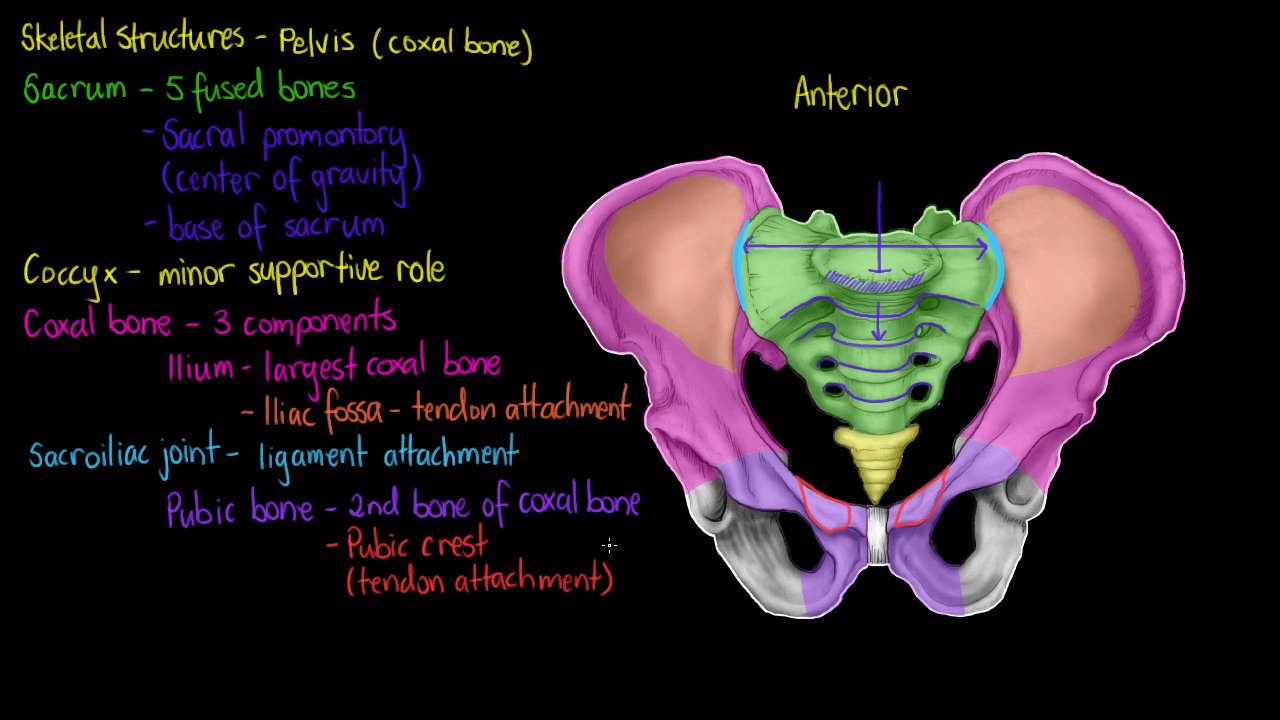 Skeletal structures - Pelvis (coxal bone)
Sacrum - 5 fused bones
- Sacral promontory
(center of gravity)
- base of sacrum
Coccyx - minor supportive role
Coxal bone - 3 components
Ilium - largest coxal bone
- Iliac fossa - tendon attachment
Sacroiliac joint - ligament attachment
Pubic bone - 2nd bone of coxal bone
- Pubic crest
(tendon attachment)
Anterior